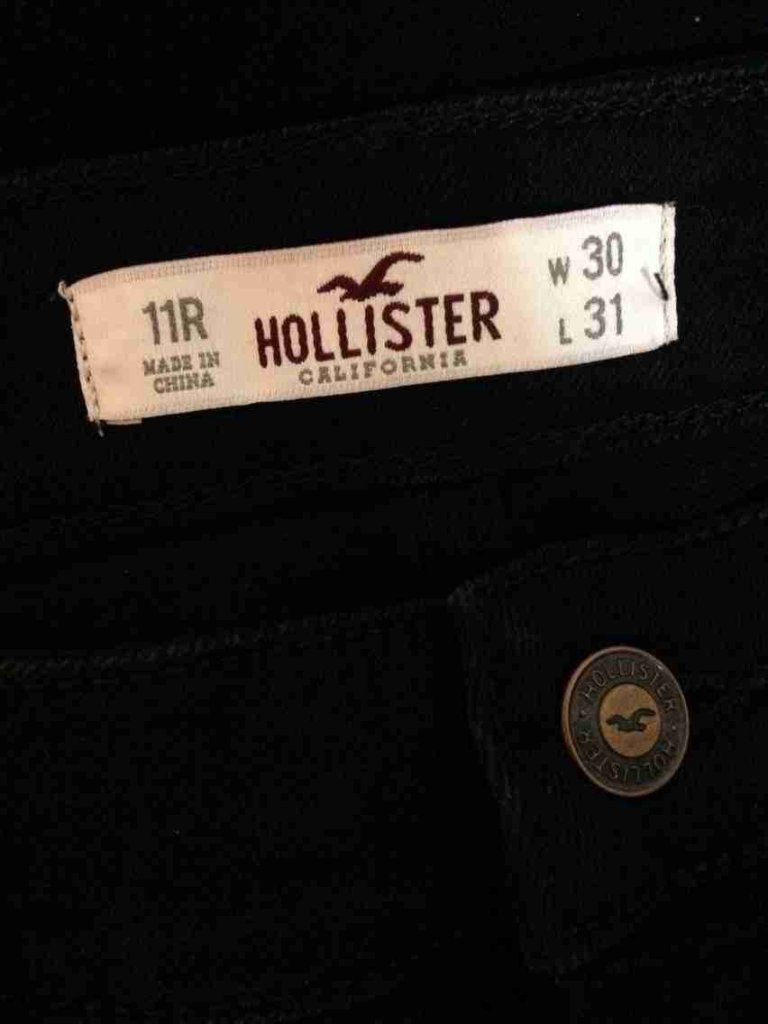 11R
MADE IN
CHINA
HOLLISTER
CALIFORNIA
W 30
L 31
HOLLISTER
HOLLISTER